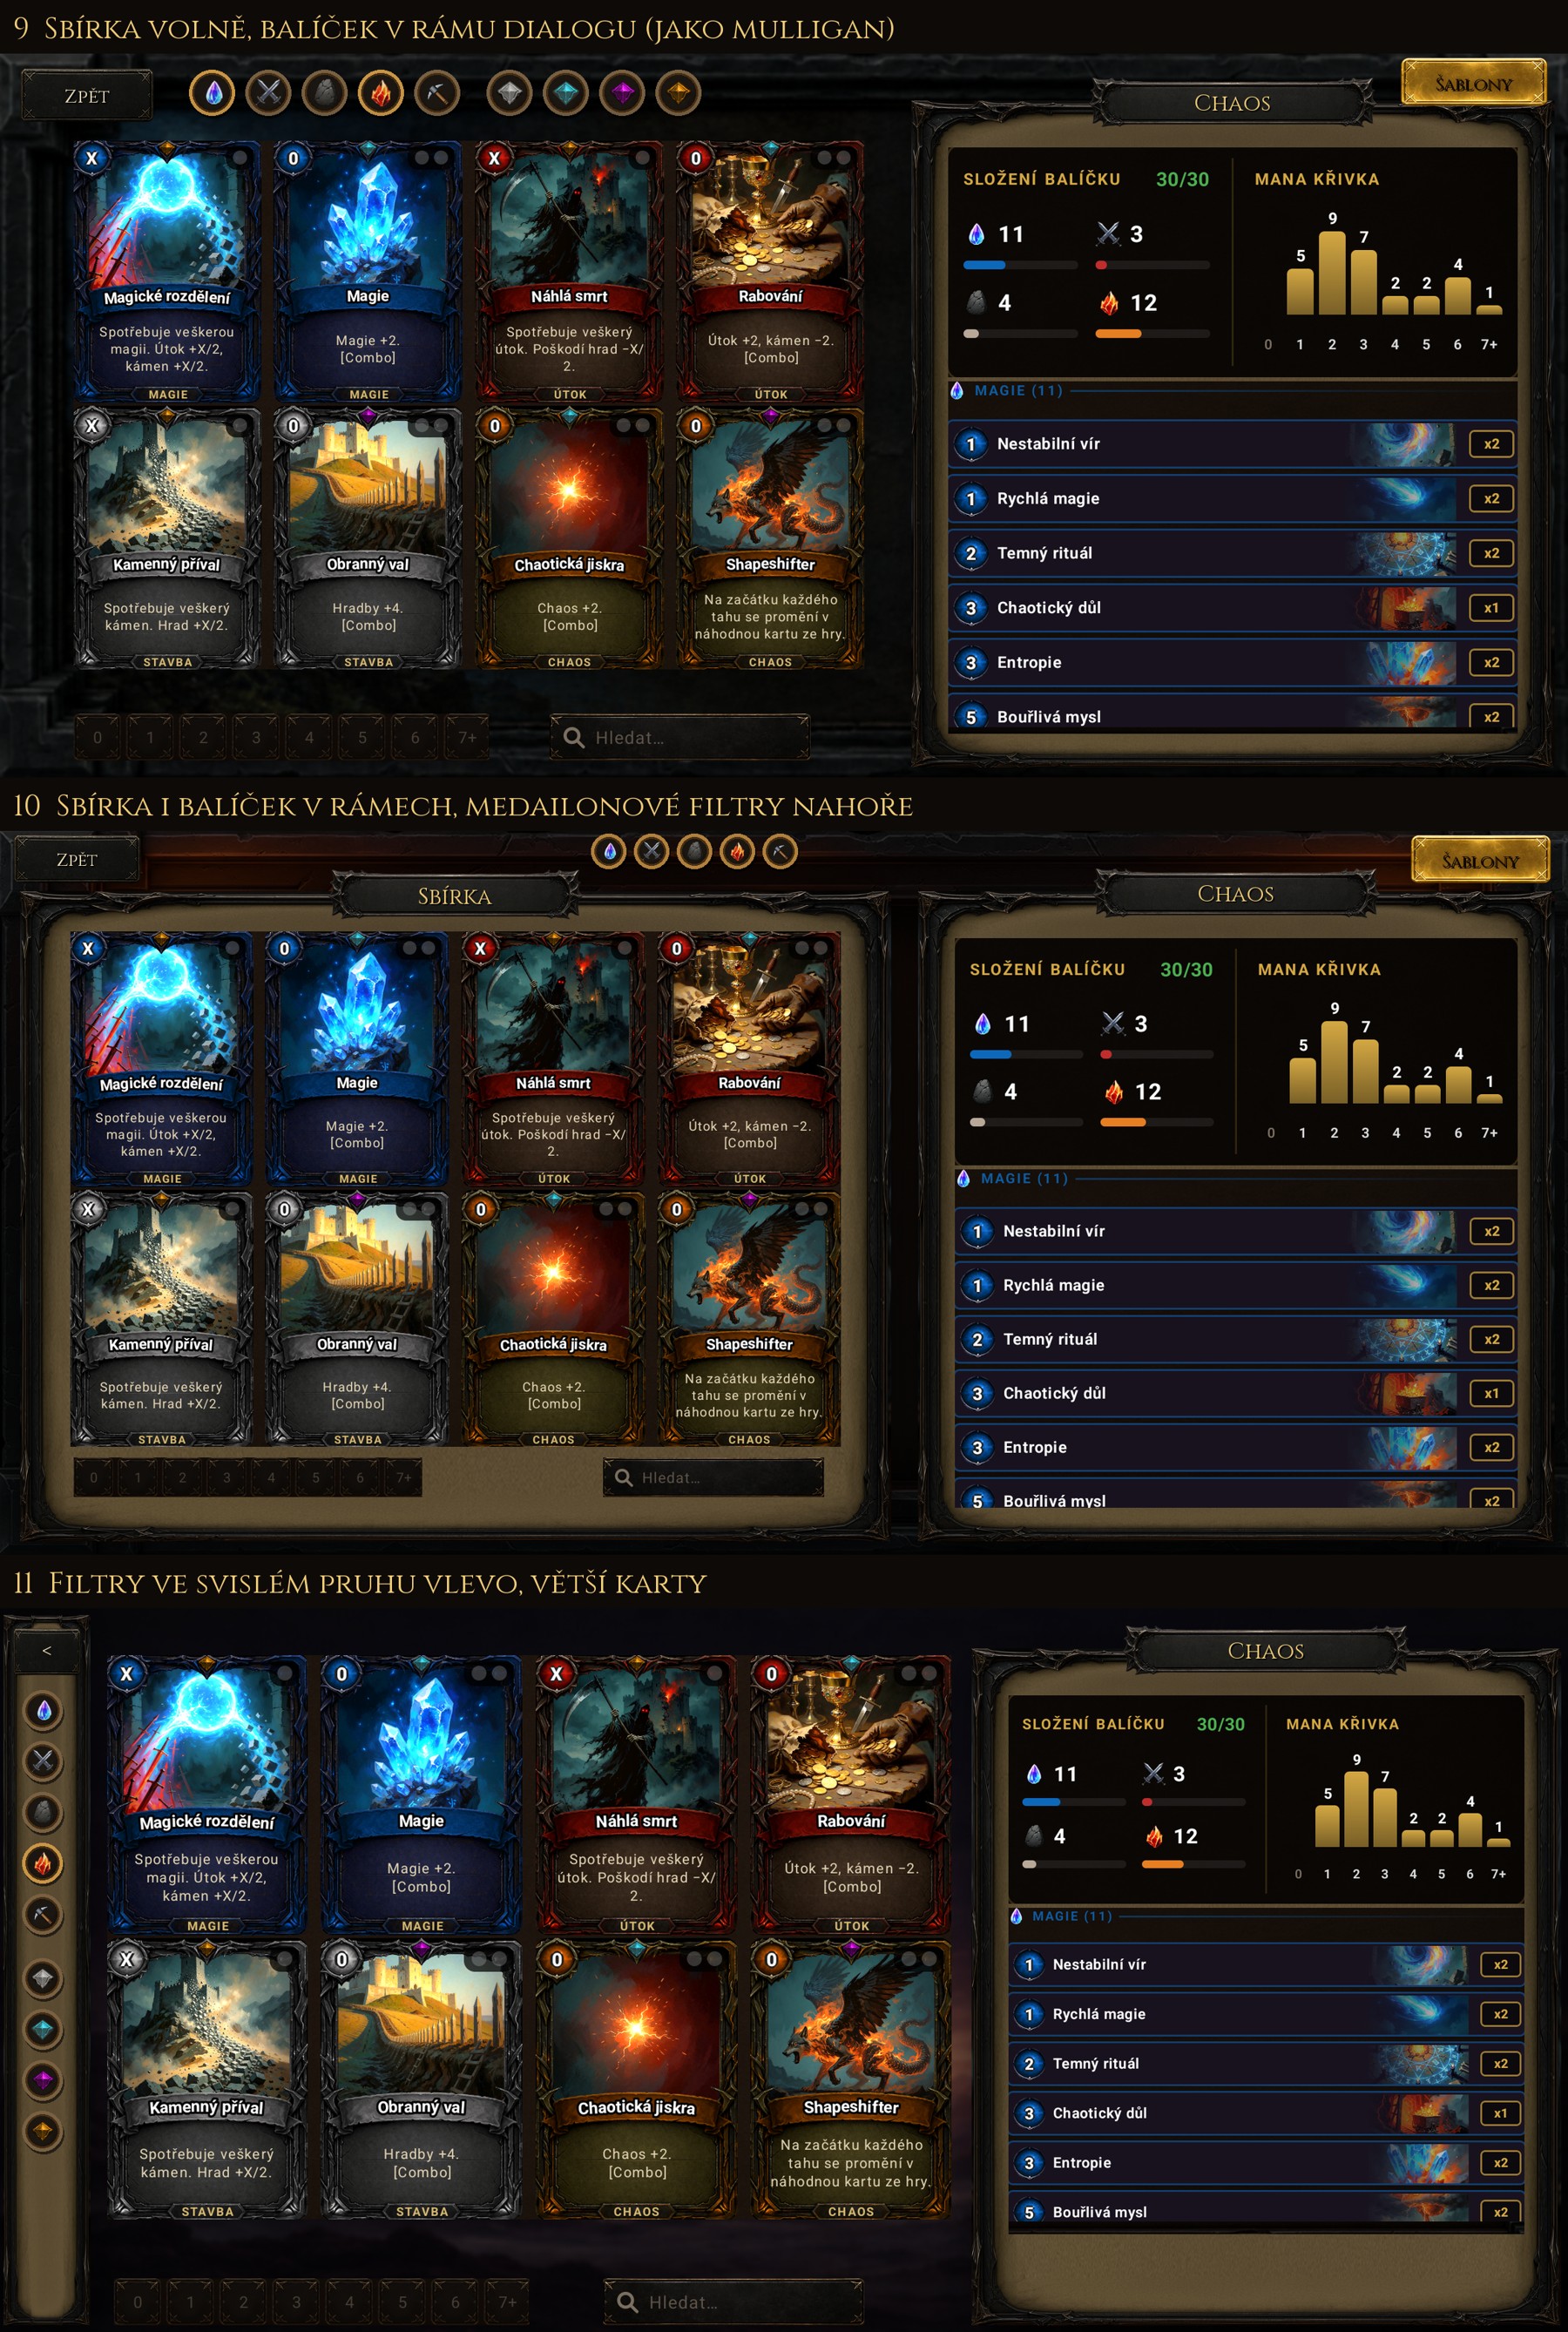 9 Sbírka volně, balíček v rámu dialogu (jako Mulligan)
Zpět
Šablony
Chaos
X
0
X
0
Magické rozdělení
Magie
Náhlá smrt
Rabování
Spotřebuje veškerou
magii. Útok +X/2,
kámen +X/2.
Magie +2.
[Combo]
Spotřebuje veškerý
útok. Poškodí hrad −X/
2.
Útok +2, kámen −2.
[Combo]
MAGIE
MAGIE
ÚTOK
ÚTOK
X
0
0
0
Kamenný příval
Obranný val
Chaotická jiskra
Shapeshifter
Spotřebuje veškerý
kámen. Hrad +X/2.
Hradby +4.
[Combo]
Chaos +2.
[Combo]
Na začátku každého
tahu se promění v
náhodnou kartu ze hry.
STAVBA
STAVBA
CHAOS
CHAOS
0 1 2 3 4 5 6 7+
Hledat...
SLOŽENÍ BALÍČKU 30/30
11 3
4 12
MANA KŘIVKA
5 9 7 2 2 4 1
0 1 2 3 4 5 6 7+
MAGIE (11)
1 Nestabilní vír x2
1 Rychlá magie x2
2 Temný rituál x2
3 Chaotický důl x1
3 Entropie x2
5 Bouřlivá mysl x2
10 Sbírka i balíček v rámech, medailonové filtry nahoře
Zpět
Šablony
Sbírka
Chaos
X
0
X
0
Magické rozdělení
Magie
Náhlá smrt
Rabování
Spotřebuje veškerou
magii. Útok +X/2,
kámen +X/2.
Magie +2.
[Combo]
Spotřebuje veškerý
útok. Poškodí hrad −X/
2.
Útok +2, kámen −2.
[Combo]
MAGIE
MAGIE
ÚTOK
ÚTOK
X
0
0
0
Kamenný příval
Obranný val
Chaotická jiskra
Shapeshifter
Spotřebuje veškerý
kámen. Hrad +X/2.
Hradby +4.
[Combo]
Chaos +2.
[Combo]
Na začátku každého
tahu se promění v
náhodnou kartu ze hry.
STAVBA
STAVBA
CHAOS
CHAOS
0 1 2 3 4 5 6 7+
Hledat...
SLOŽENÍ BALÍČKU 30/30
11 3
4 12
MANA KŘIVKA
5 9 7 2 2 4 1
0 1 2 3 4 5 6 7+
MAGIE (11)
1 Nestabilní vír x2
1 Rychlá magie x2
2 Temný rituál x2
3 Chaotický důl x1
3 Entropie x2
5 Bouřlivá mysl x2
11 Filtry ve svislém pruhu vlevo, větší karty
<
Chaos
X
0
X
0
Magické rozdělení
Magie
Náhlá smrt
Rabování
Spotřebuje veškerou
magii. Útok +X/2,
kámen +X/2.
Magie +2.
[Combo]
Spotřebuje veškerý
útok. Poškodí hrad −X/
2.
Útok +2, kámen −2.
[Combo]
MAGIE
MAGIE
ÚTOK
ÚTOK
X
0
0
0
Kamenný příval
Obranný val
Chaotická jiskra
Shapeshifter
Spotřebuje veškerý
kámen. Hrad +X/2.
Hradby +4.
[Combo]
Chaos +2.
[Combo]
Na začátku každého
tahu se promění v
náhodnou kartu ze hry.
STAVBA
STAVBA
CHAOS
CHAOS
0 1 2 3 4 5 6 7+
Hledat...
SLOŽENÍ BALÍČKU 30/30
11 3
4 12
MANA KŘIVKA
5 9 7 2 2 4 1
0 1 2 3 4 5 6 7+
MAGIE (11)
1 Nestabilní vír x2
1 Rychlá magie x2
2 Temný rituál x2
3 Chaotický důl x1
3 Entropie x2
5 Bouřlivá mysl x2